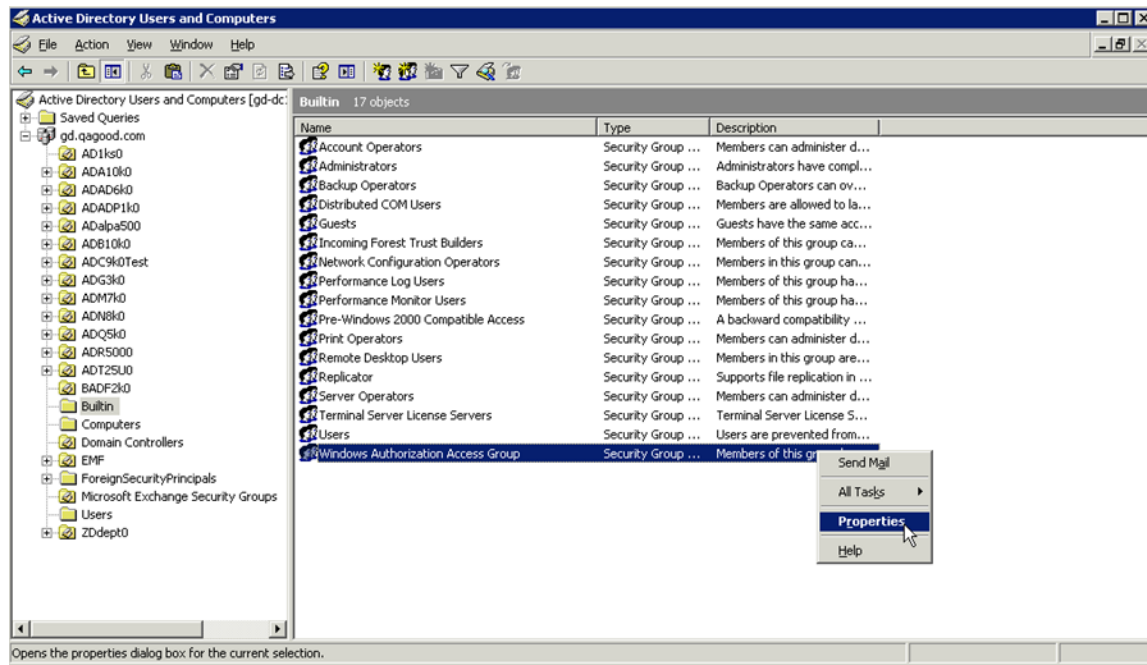 Active Directory Users and Computers
File Action View Window Help
Active Directory Users and Computers [gd-dc:
Saved Queries
gd.qagood.com
AD1ks0
ADA10k0
ADAD6k0
ADADP1k0
ADalpa500
ADB10k0
ADC9k0Test
ADG3k0
ADM7k0
ADN8k0
ADQ5k0
ADR5000
ADT25U0
BADF2k0
Builtin
Computers
Domain Controllers
EMF
ForeignSecurityPrincipals
Microsoft Exchange Security Groups
Users
ZDdept0
Builtin 17 objects
Name Type Description
Account Operators Security Group ... Members can administer d...
Administrators Security Group ... Administrators have compl...
Backup Operators Security Group ... Backup Operators can ov...
Distributed COM Users Security Group ... Members are allowed to la...
Guests Security Group ... Guests have the same acc...
Incoming Forest Trust Builders Security Group ... Members of this group ca...
Network Configuration Operators Security Group ... Members in this group can...
Performance Log Users Security Group ... Members of this group ha...
Performance Monitor Users Security Group ... Members of this group ha...
Pre-Windows 2000 Compatible Access Security Group ... A backward compatibility ...
Print Operators Security Group ... Members can administer d...
Remote Desktop Users Security Group ... Members in this group are...
Replicator Security Group ... Supports file replication in ...
Server Operators Security Group ... Members can administer d...
Terminal Server License Servers Security Group ... Terminal Server License S...
Users Security Group ... Users are prevented from...
Windows Authorization Access Group Security Group ... Members of this gr
Send Mail
All Tasks
Properties
Help
Opens the properties dialog box for the current selection.